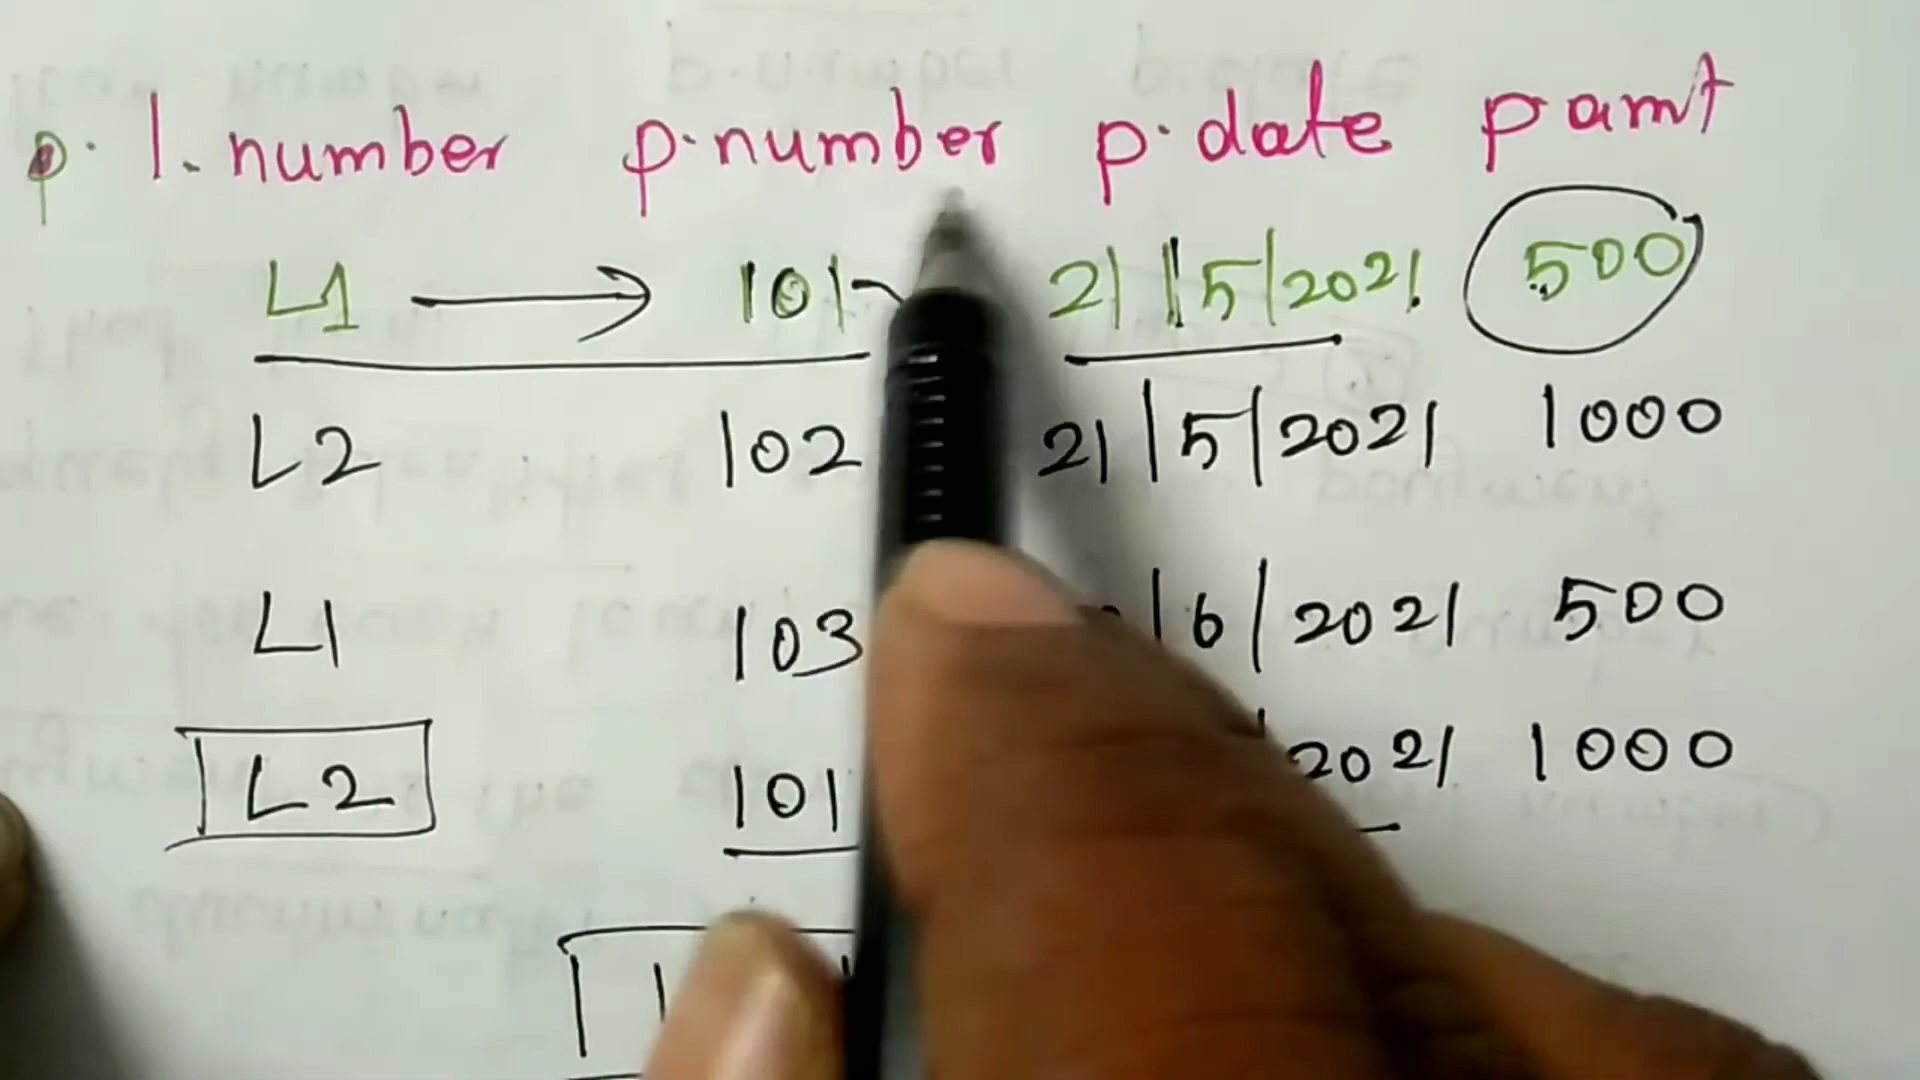 p. l. number p.number p.date pamt
L1 → 101 21/5/2021 500
L2 102 21/5/2021 1000
L1 103 /6/2021 500
L2 101 2021 1000